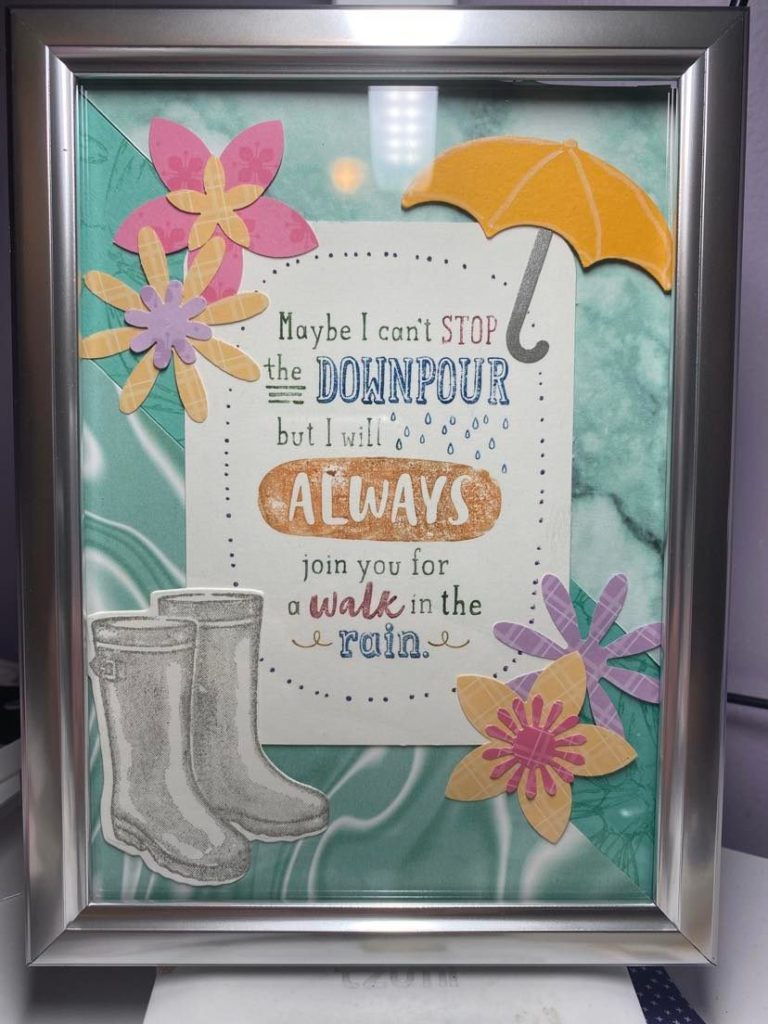 Maybe I can't STOP
the DOWNPOUR
but I will
ALWAYS
join you for
a walk in the
rain.